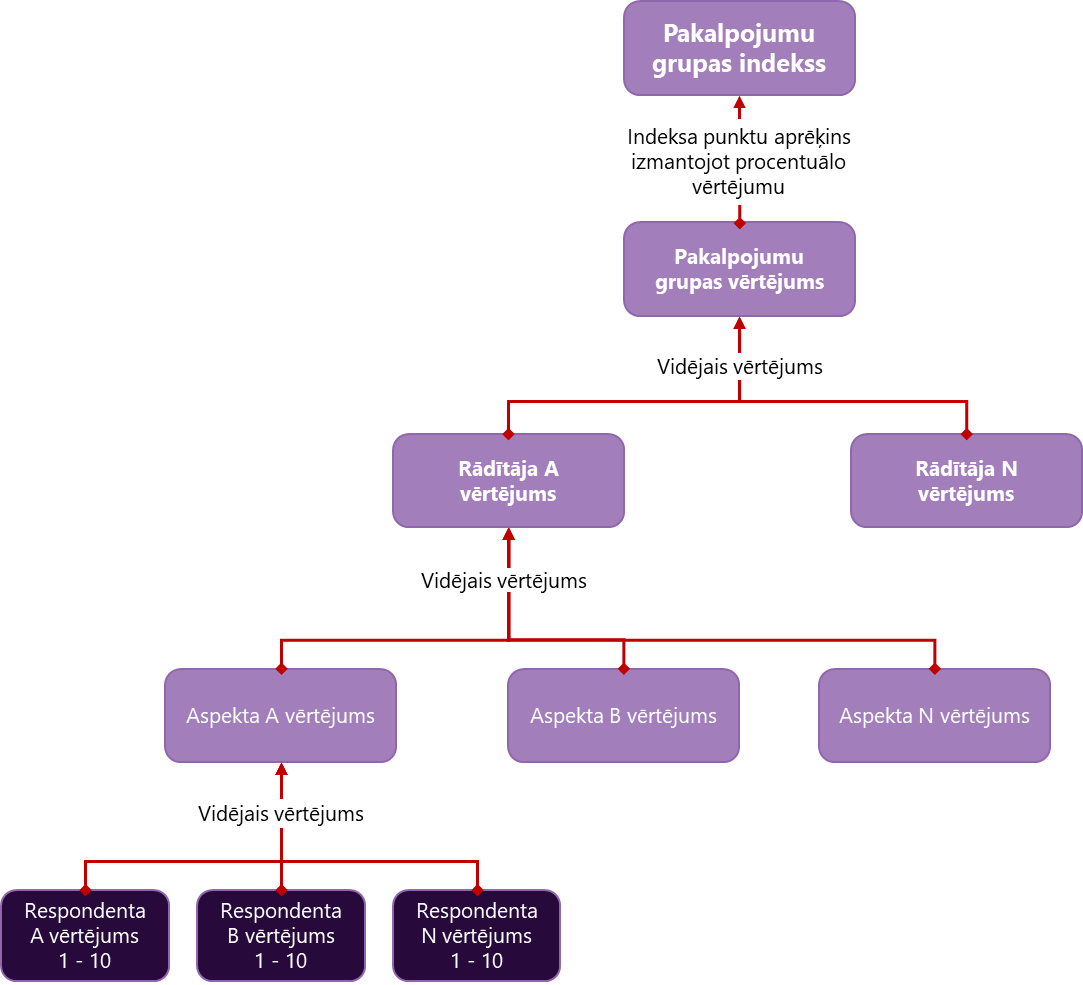 Pakalpojumu
grupas indekss
Indeksa punktu aprēķins
izmantojot procentuālo
vērtējumu
Pakalpojumu
grupas vērtējums
Vidējais vērtējums
Rādītāja A
vērtējums
Rādītāja N
vērtējums
Vidējais vērtējums
Aspekta A vērtējums
Aspekta B vērtējums
Aspekta N vērtējums
Vidējais vērtējums
Respondenta
A vērtējums
1 - 10
Respondenta
B vērtējums
1 - 10
Respondenta
N vērtējums
1 - 10